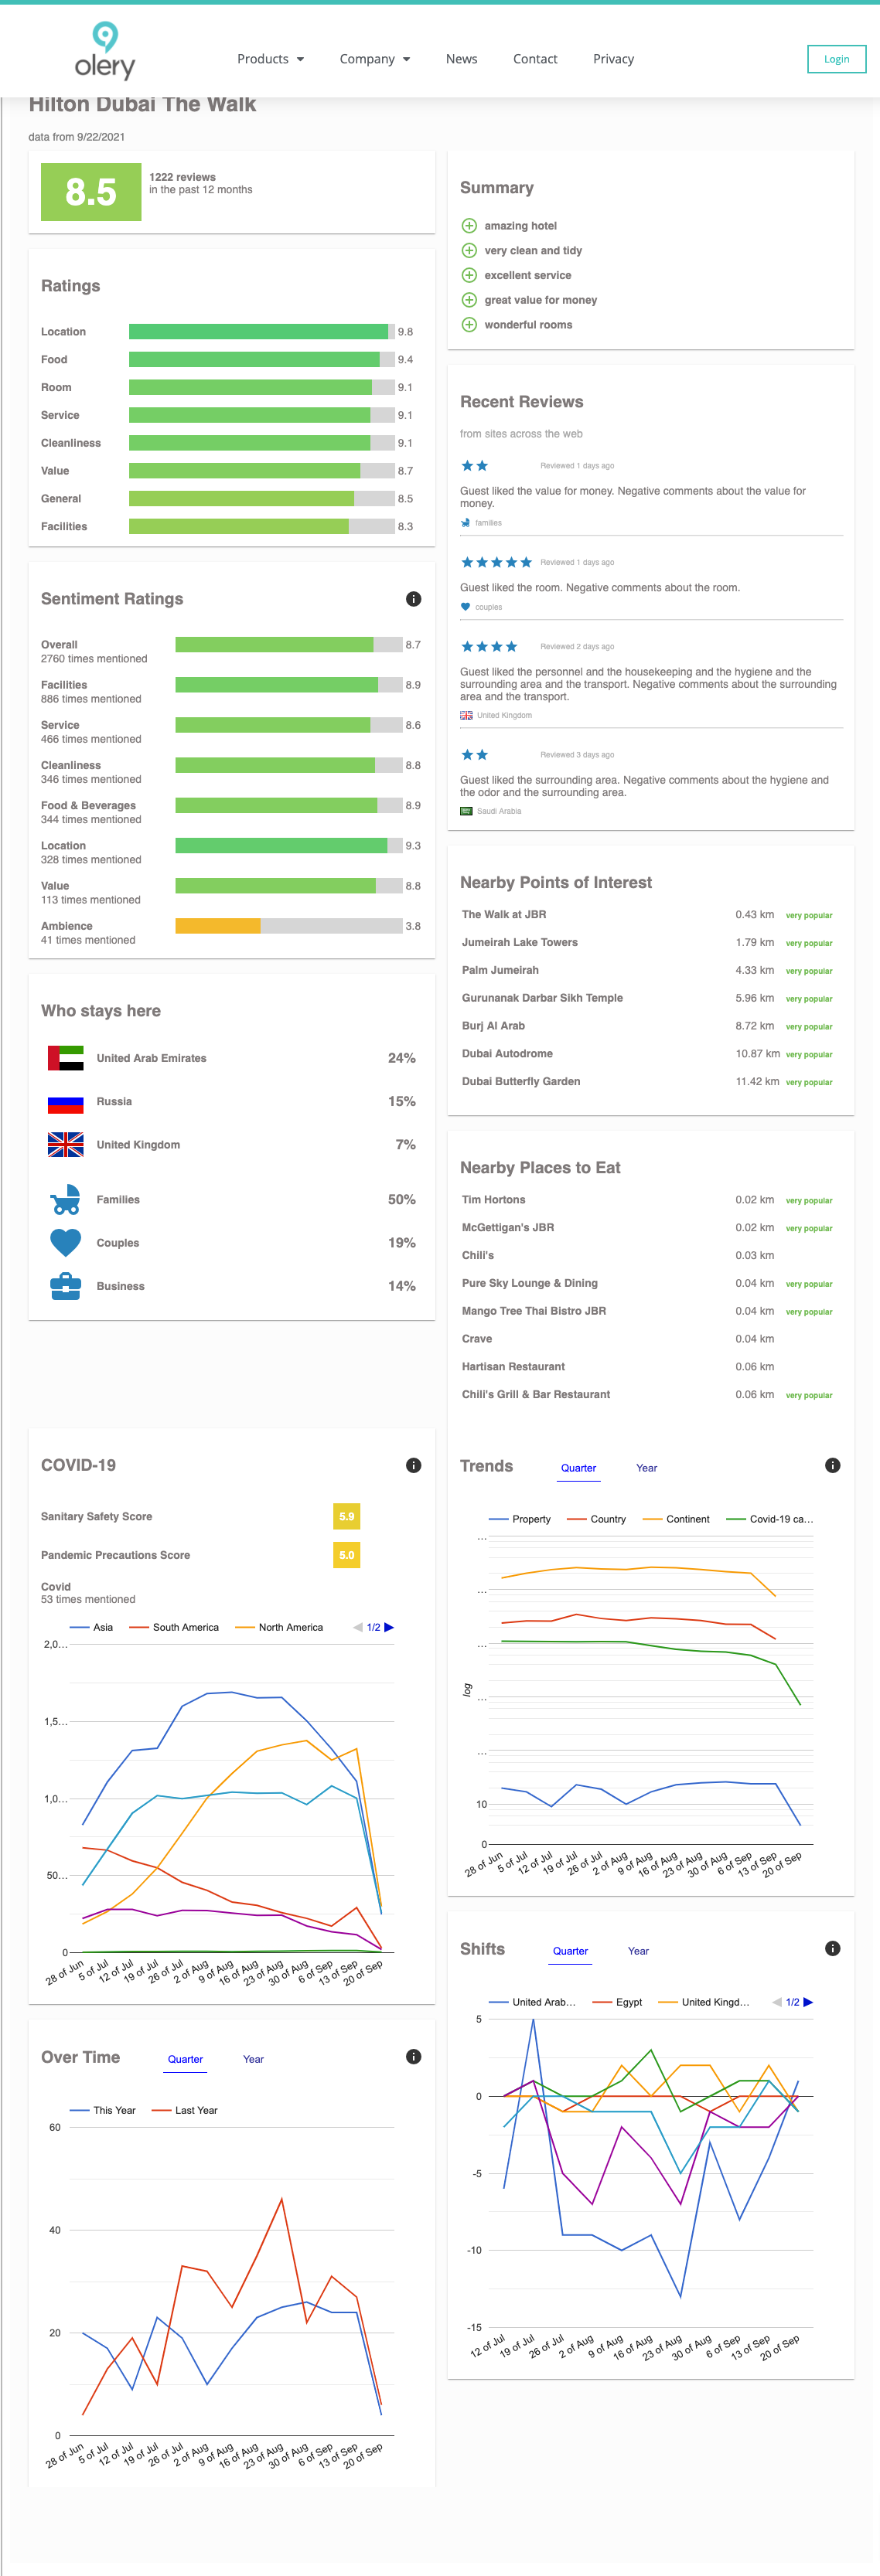 olery
Products
Company
News
Contact
Privacy
Login
Hilton Dubai The Walk
data from 9/22/2021
8.5
1222 reviews
in the past 12 months
Ratings
Location 9.8
Food 9.4
Room 9.1
Service 9.1
Cleanliness 9.1
Value 8.7
General 8.5
Facilities 8.3
Sentiment Ratings
Overall 8.7
2760 times mentioned
Facilities 8.9
886 times mentioned
Service 8.6
466 times mentioned
Cleanliness 8.8
346 times mentioned
Food & Beverages 8.9
344 times mentioned
Location 9.3
328 times mentioned
Value 8.8
113 times mentioned
Ambience 3.8
41 times mentioned
Who stays here
United Arab Emirates 24%
Russia 15%
United Kingdom 7%
Families 50%
Couples 19%
Business 14%
Summary
amazing hotel
very clean and tidy
excellent service
great value for money
wonderful rooms
Recent Reviews
from sites across the web
Reviewed 1 days ago
Guest liked the value for money. Negative comments about the value for
money.
families
Reviewed 1 days ago
Guest liked the room. Negative comments about the room.
couples
Reviewed 2 days ago
Guest liked the personnel and the housekeeping and the hygiene and the
surrounding area and the transport. Negative comments about the surrounding
area and the transport.
United Kingdom
Reviewed 3 days ago
Guest liked the surrounding area. Negative comments about the hygiene and
the odor and the surrounding area.
Saudi Arabia
Nearby Points of Interest
The Walk at JBR 0.43 km very popular
Jumeirah Lake Towers 1.79 km very popular
Palm Jumeirah 4.33 km very popular
Gurunanak Darbar Sikh Temple 5.96 km very popular
Burj Al Arab 8.72 km very popular
Dubai Autodrome 10.87 km very popular
Dubai Butterfly Garden 11.42 km very popular
Nearby Places to Eat
Tim Hortons 0.02 km very popular
McGettigan's JBR 0.02 km very popular
Chili's 0.03 km
Pure Sky Lounge & Dining 0.04 km very popular
Mango Tree Thai Bistro JBR 0.04 km very popular
Crave 0.04 km
Hartisan Restaurant 0.06 km
Chili's Grill & Bar Restaurant 0.06 km very popular
COVID-19
Sanitary Safety Score 5.9
Pandemic Precautions Score 5.0
Covid
53 times mentioned
Asia South America North America 1/2
2,0...
1,5...
1,0...
50...
0
28 of Jun 5 of Jul 12 of Jul 19 of Jul 26 of Jul 2 of Aug 9 of Aug 16 of Aug 23 of Aug 30 of Aug 6 of Sep 13 of Sep 20 of Sep
Over Time Quarter Year
This Year Last Year
60
40
20
0
28 of Jun 5 of Jul 12 of Jul 19 of Jul 26 of Jul 2 of Aug 9 of Aug 16 of Aug 23 of Aug 30 of Aug 6 of Sep 13 of Sep 20 of Sep
Trends Quarter Year
Property Country Continent Covid-19 ca...
...
...
...
...
...
log
10
0
28 of Jun 5 of Jul 12 of Jul 19 of Jul 26 of Jul 2 of Aug 9 of Aug 16 of Aug 23 of Aug 30 of Aug 6 of Sep 13 of Sep 20 of Sep
Shifts Quarter Year
United Arab... Egypt United Kingd... 1/2
5
0
-5
-10
-15
12 of Jul 19 of Jul 26 of Jul 2 of Aug 9 of Aug 16 of Aug 23 of Aug 30 of Aug 6 of Sep 13 of Sep 20 of Sep